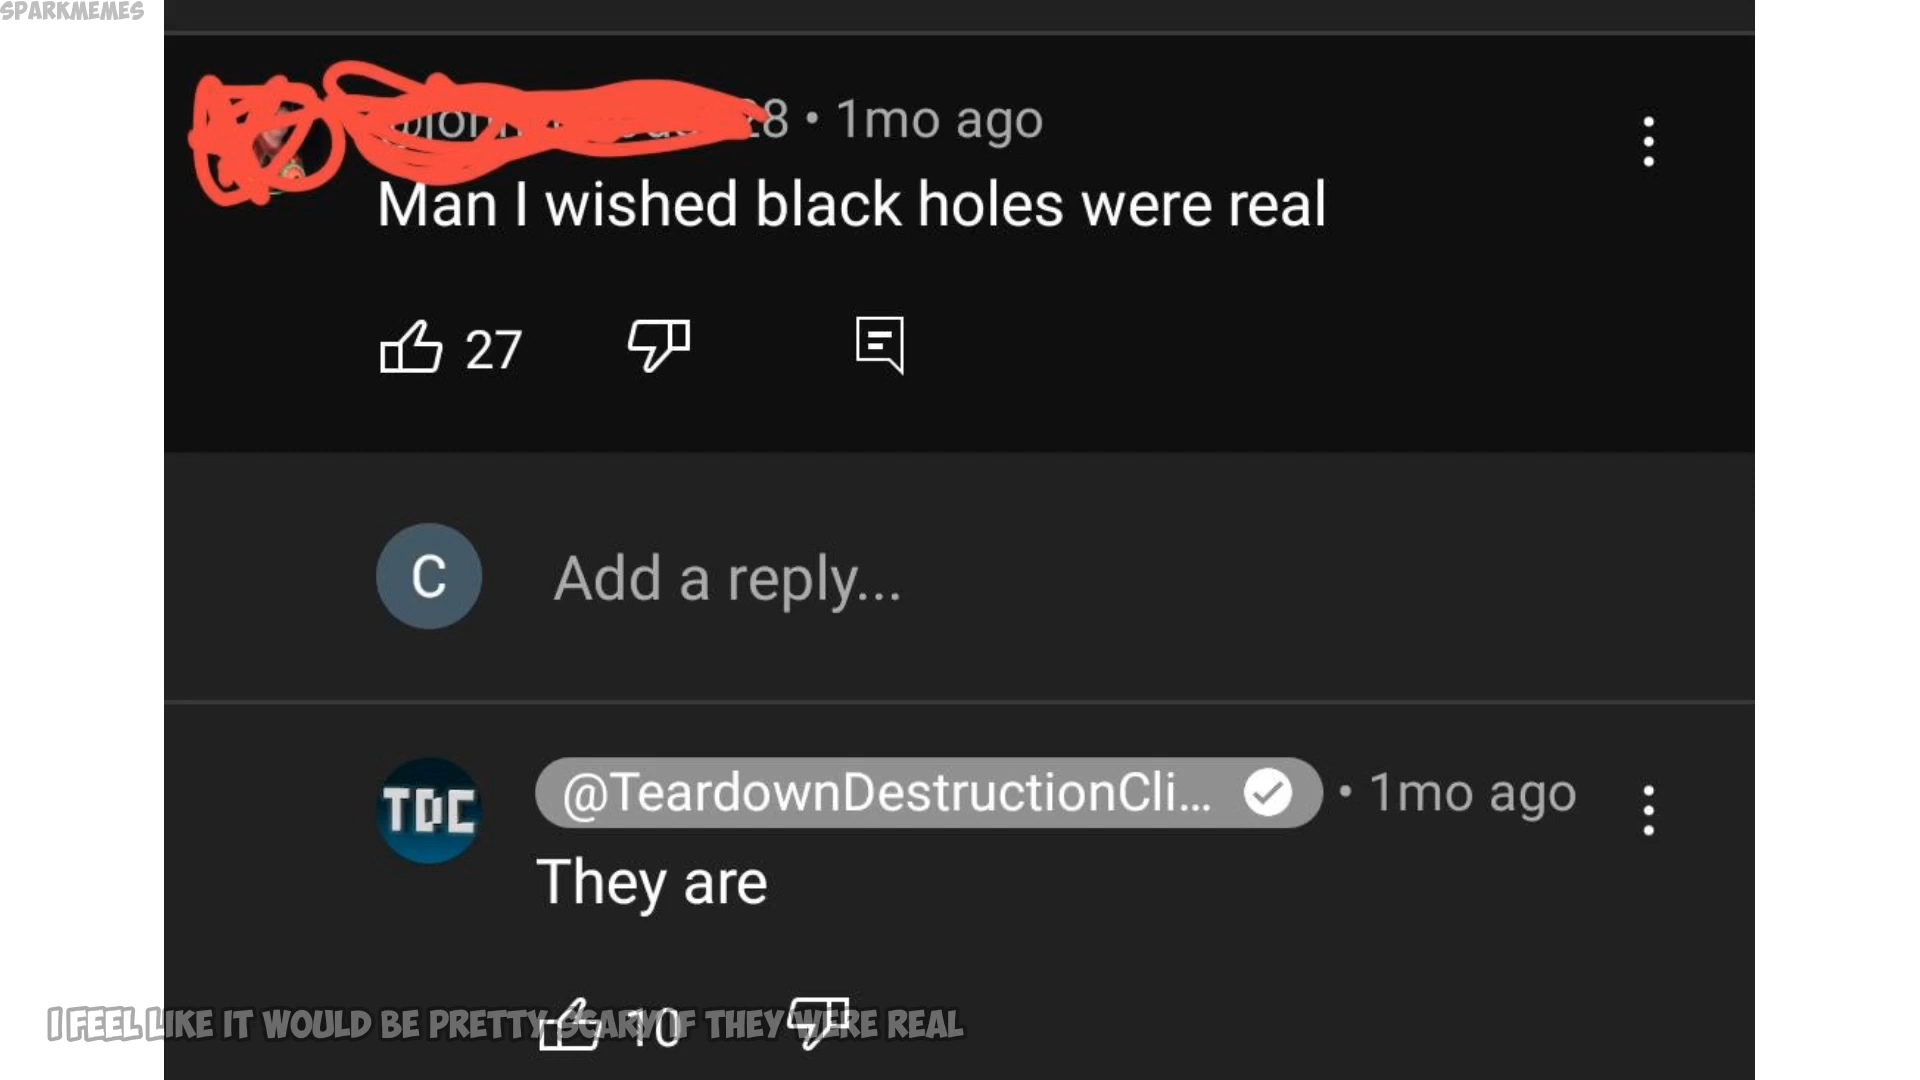 SPARKMEMES
28 • 1mo ago
Man I wished black holes were real
27
C
Add a reply...
TDC
@TeardownDestructionCli... • 1mo ago
They are
10
I FEEL LIKE IT WOULD BE PRETTY SCARY IF THEY WERE REAL